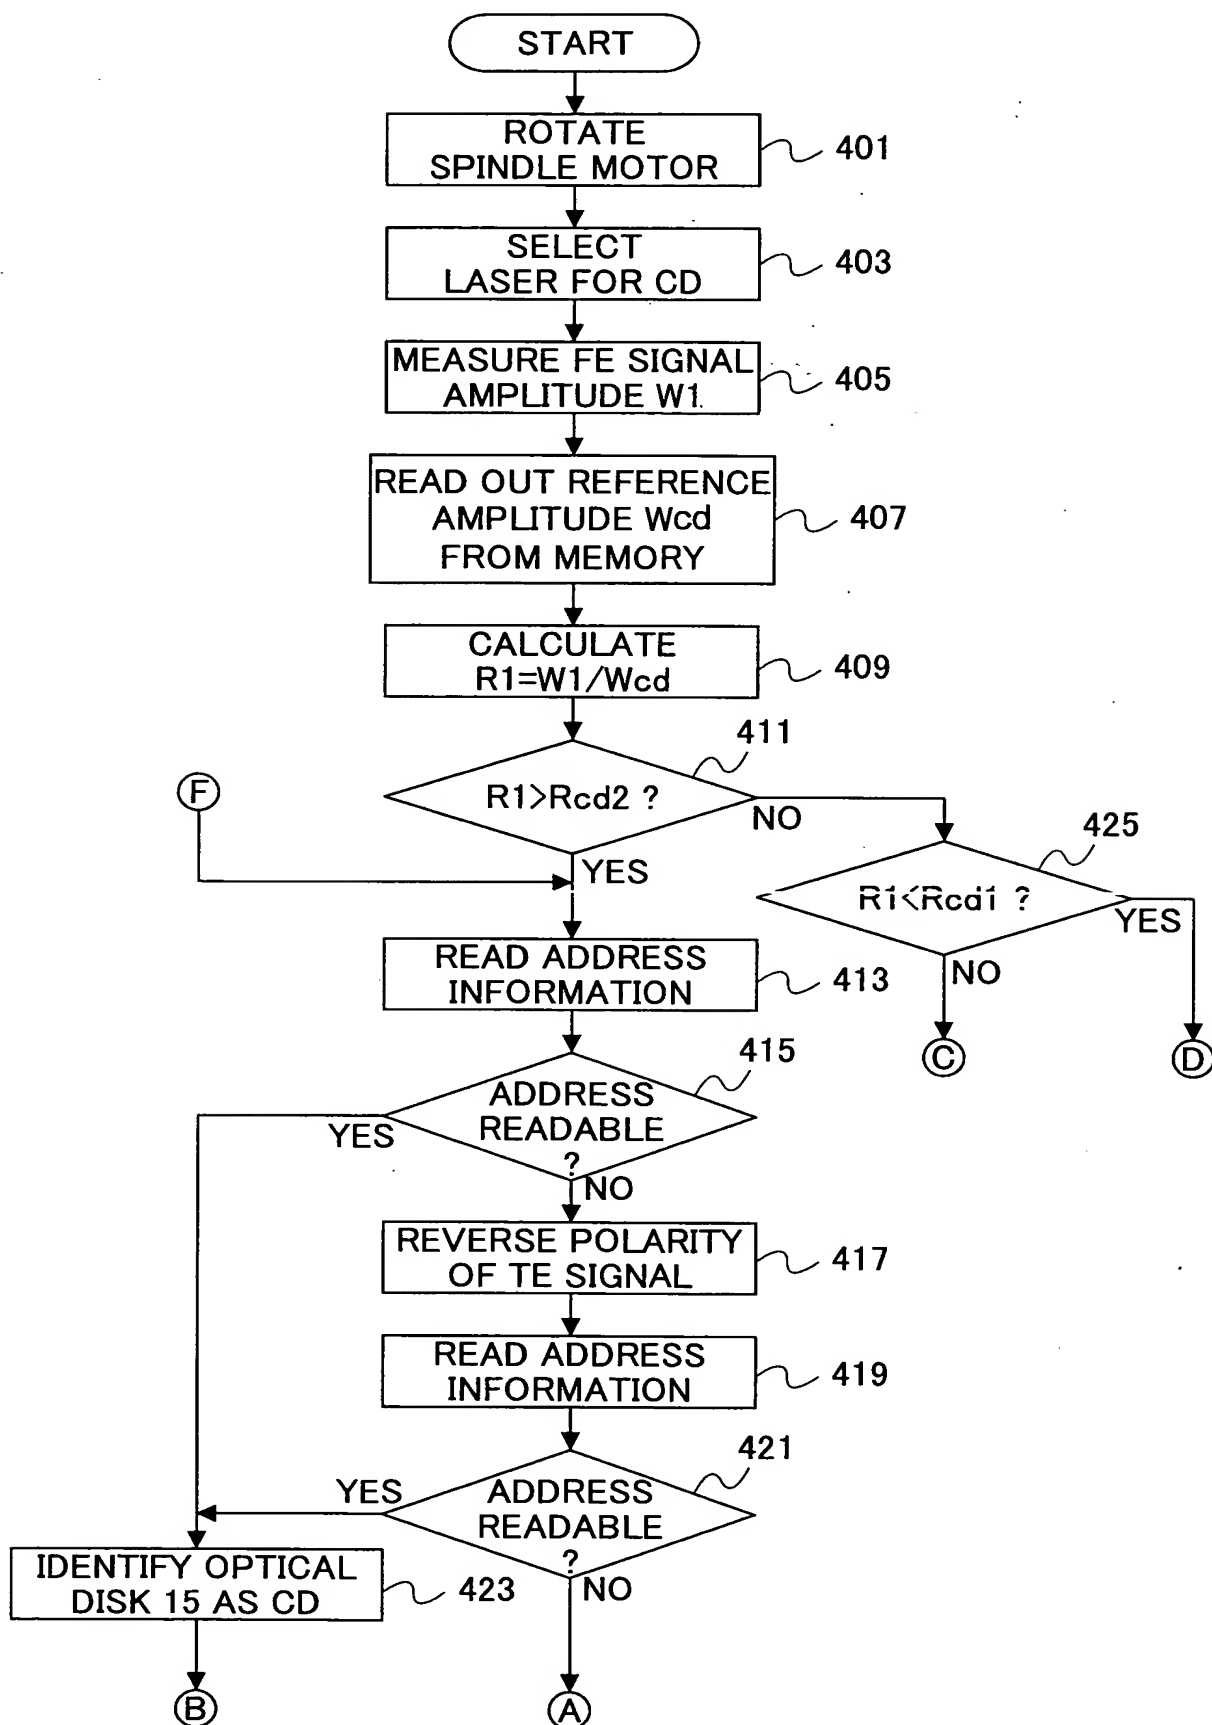 START
ROTATE
SPINDLE MOTOR
401
SELECT
LASER FOR CD
403
MEASURE FE SIGNAL
AMPLITUDE W1
405
READ OUT REFERENCE
AMPLITUDE Wcd
FROM MEMORY
407
CALCULATE
R1=W1/Wcd
409
411
R1>Rcd2 ?
NO
YES
F
425
R1<Rcd1 ?
YES
NO
C
D
READ ADDRESS
INFORMATION
413
415
ADDRESS
READABLE
?
YES
NO
REVERSE POLARITY
OF TE SIGNAL
417
READ ADDRESS
INFORMATION
419
421
ADDRESS
READABLE
?
YES
NO
IDENTIFY OPTICAL
DISK 15 AS CD
423
B
A